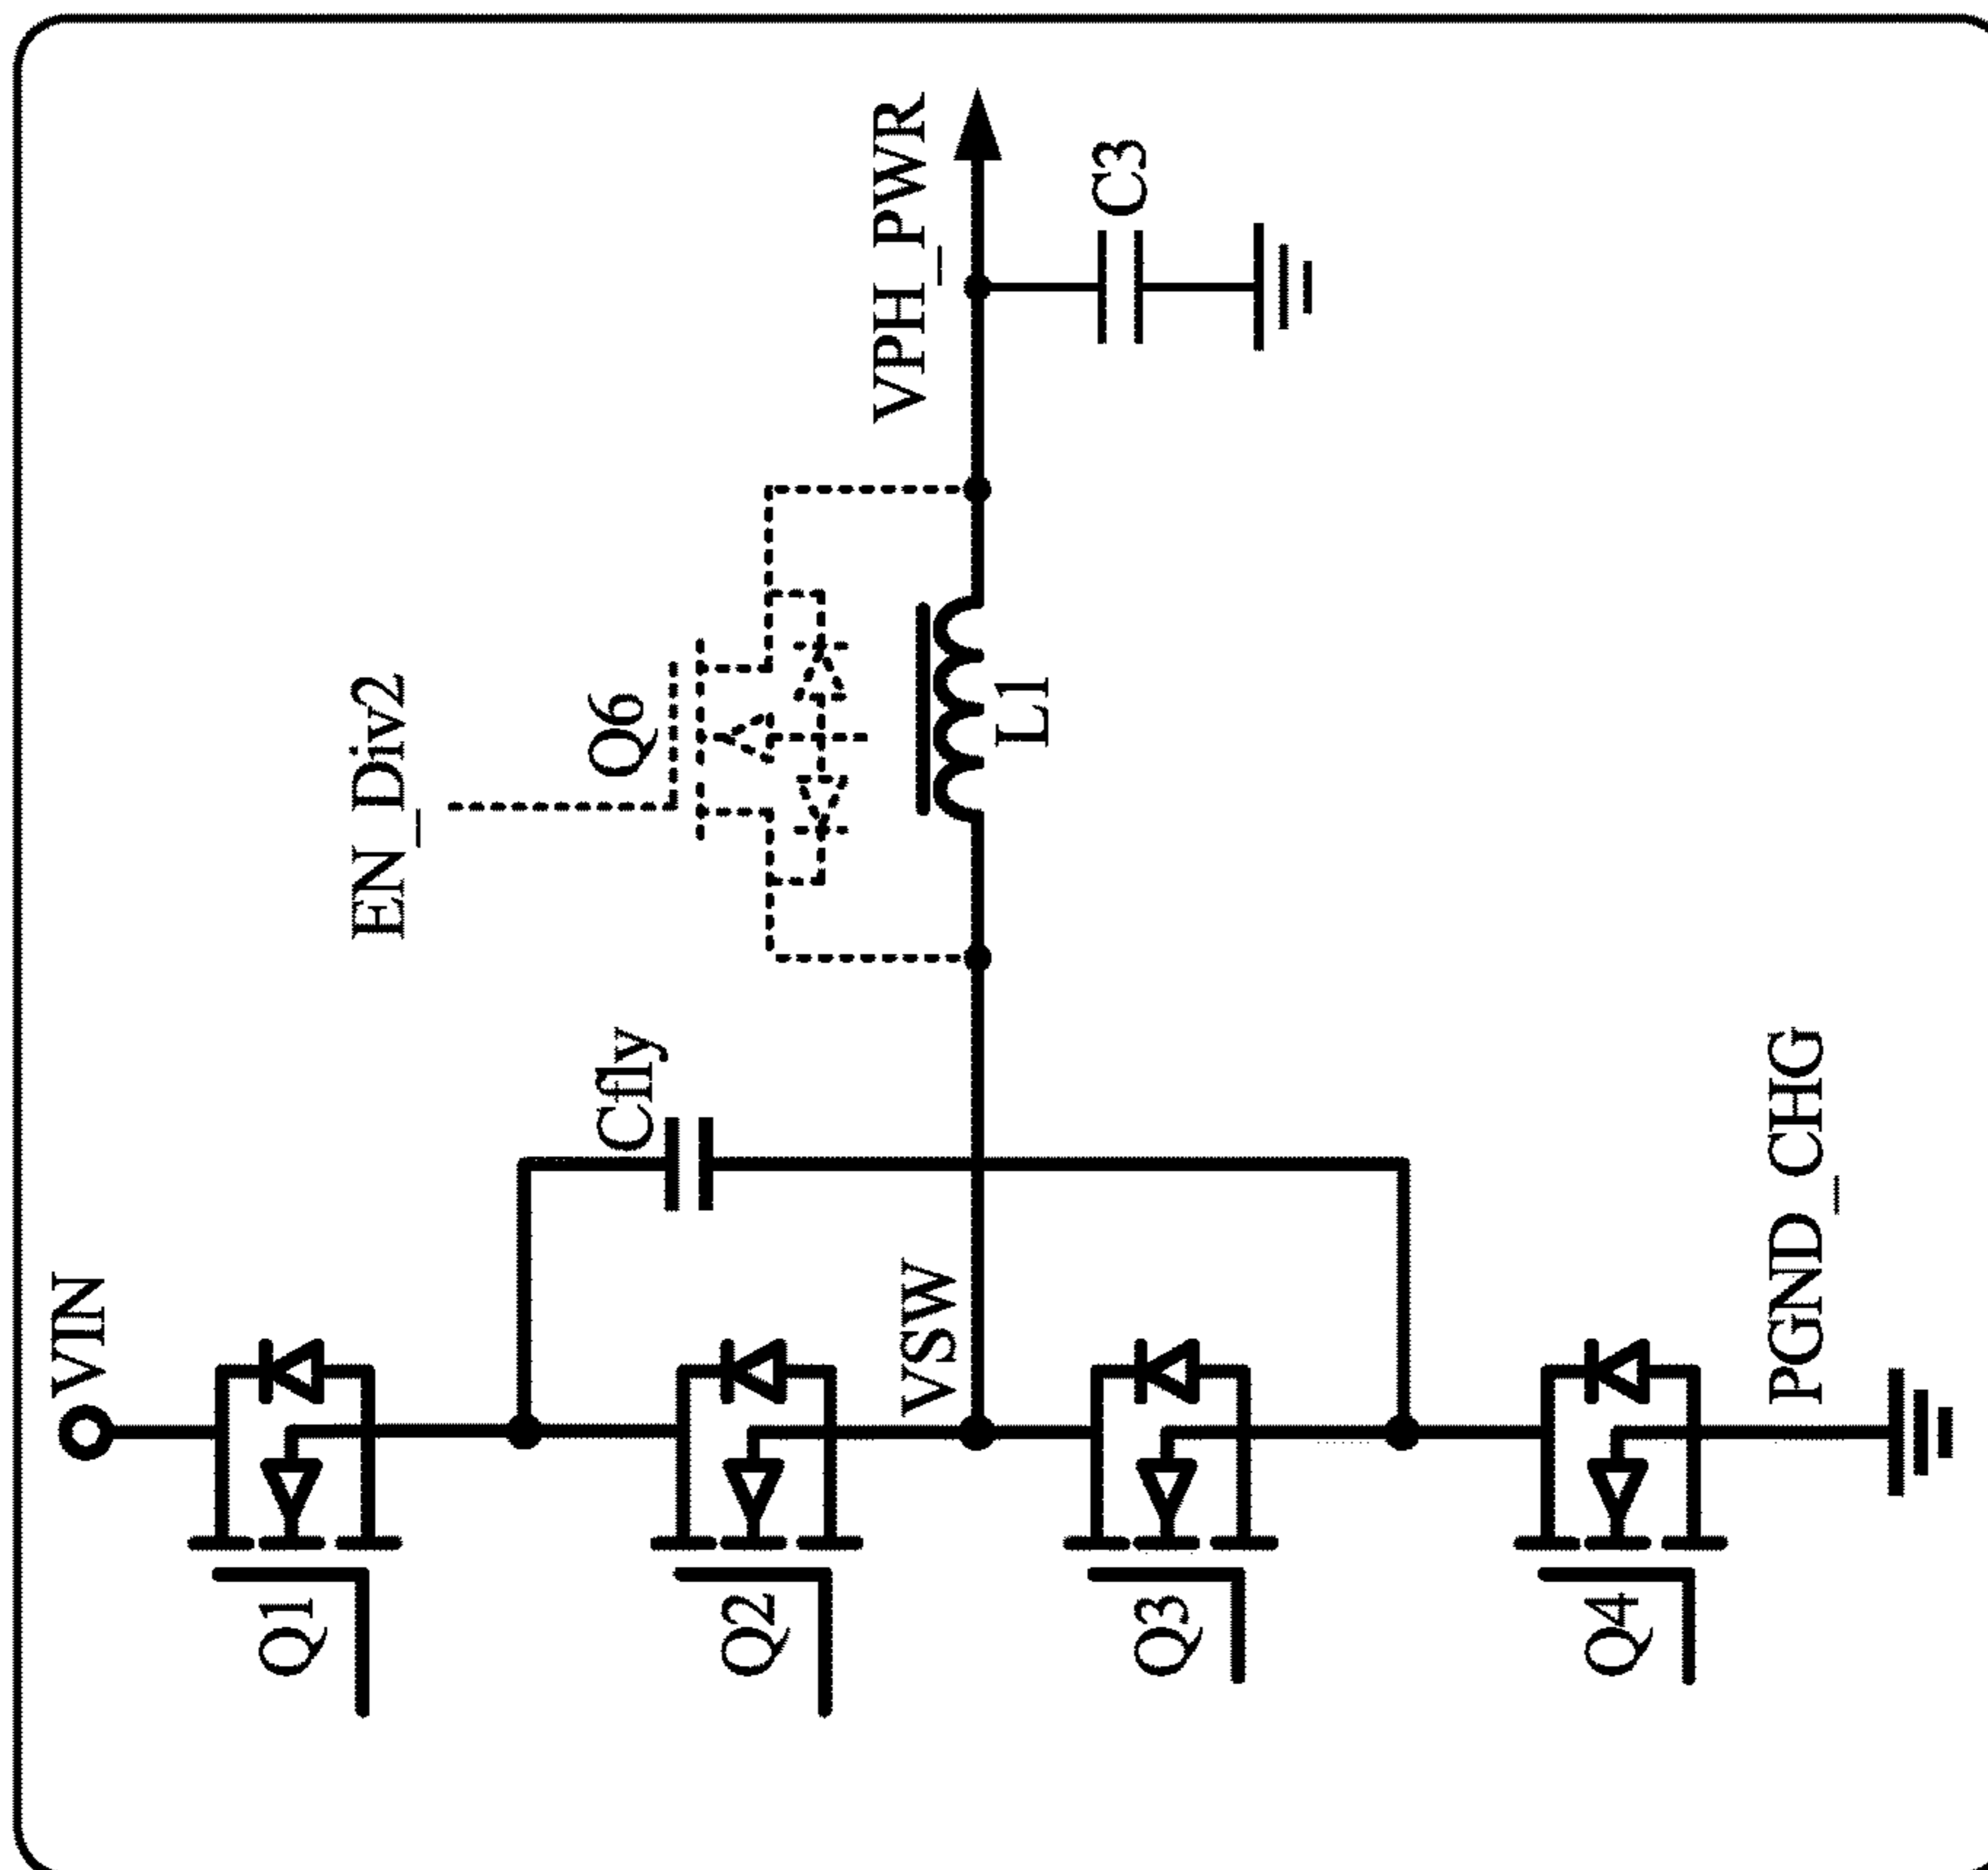 VIN
Q1
Cfly
EN_Div2
Q6
Q2
VSW
L1
VPH_PWR
C3
Q3
Q4
PGND_CHG